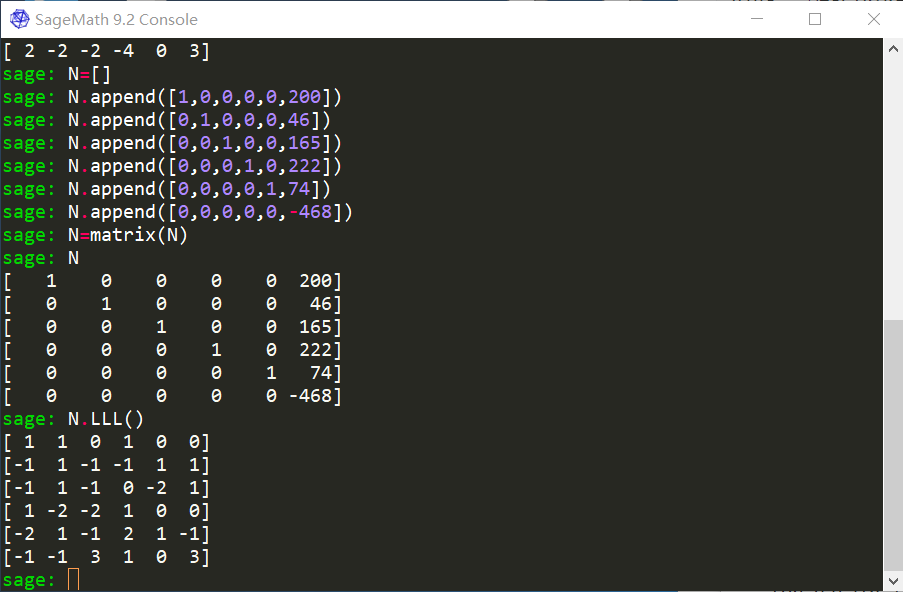 SageMath 9.2 Console
[ 2 -2 -2 -4  0  3]
sage: N=[]
sage: N.append([1,0,0,0,0,200])
sage: N.append([0,1,0,0,0,46])
sage: N.append([0,0,1,0,0,165])
sage: N.append([0,0,0,1,0,222])
sage: N.append([0,0,0,0,1,74])
sage: N.append([0,0,0,0,0,-468])
sage: N=matrix(N)
sage: N
[   1    0    0    0    0  200]
[   0    1    0    0    0   46]
[   0    0    1    0    0  165]
[   0    0    0    1    0  222]
[   0    0    0    0    1   74]
[   0    0    0    0    0 -468]
sage: N.LLL()
[ 1  1  0  1  0  0]
[-1  1 -1 -1  1  1]
[-1  1 -1  0 -2  1]
[ 1 -2 -2  1  0  0]
[-2  1 -1  2  1 -1]
[-1 -1  3  1  0  3]
sage: